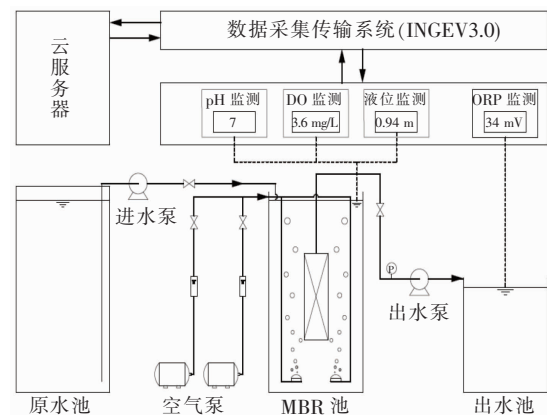 数据采集传输系统(INGEV3.0)
云服务器
pH 监测
7
DO 监测
3.6 mg/L
液位监测
0.94 m
ORP 监测
34 mV
进水泵
P
出水泵
原水池
空气泵
MBR 池
出水池